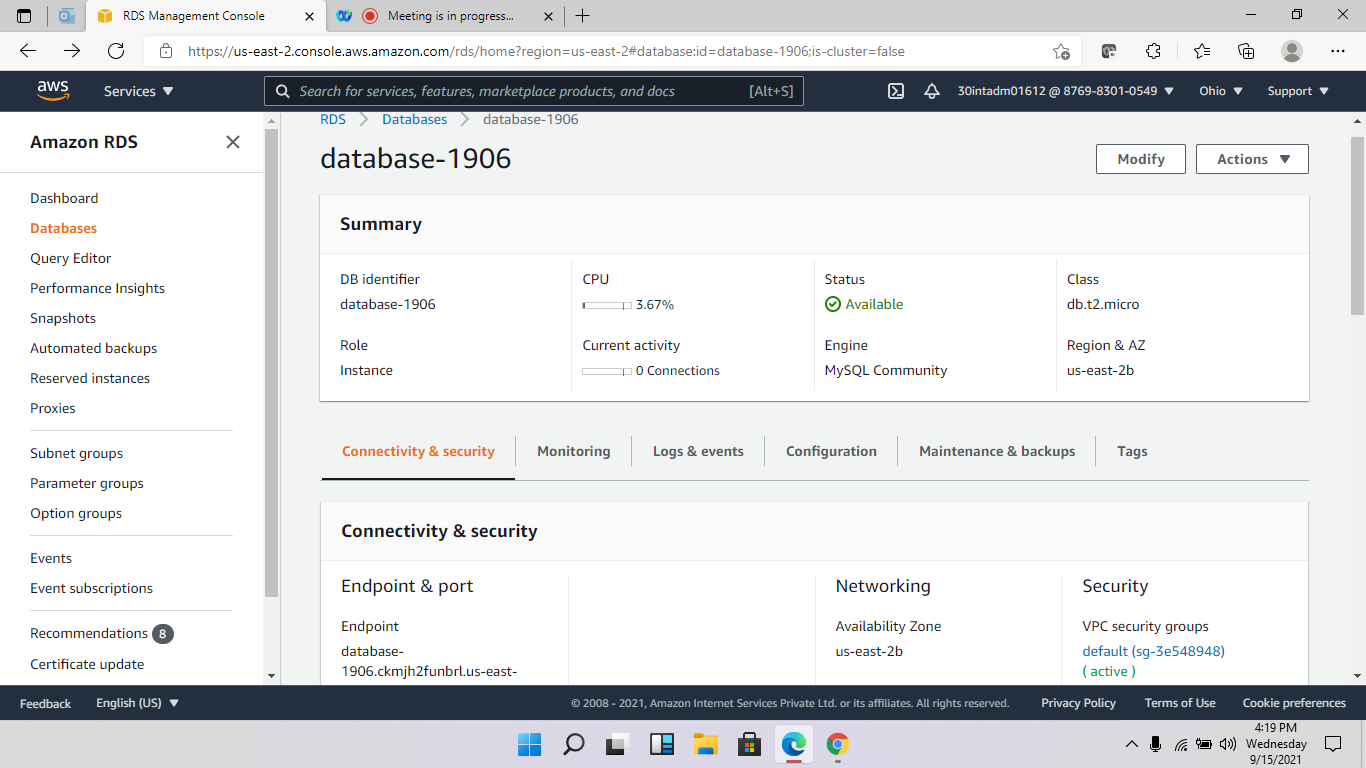 RDS Management Console
Meeting is in progress...
https://us-east-2.console.aws.amazon.com/rds/home?region=us-east-2#database:id=database-1906;is-cluster=false
aws
Services
Search for services, features, marketplace products, and docs [Alt+S]
30intadm01612 @ 8769-8301-0549
Ohio
Support
Amazon RDS
Dashboard
Databases
Query Editor
Performance Insights
Snapshots
Automated backups
Reserved instances
Proxies
Subnet groups
Parameter groups
Option groups
Events
Event subscriptions
Recommendations 8
Certificate update
RDS Databases database-1906
database-1906
Modify
Actions
Summary
DB identifier
database-1906
CPU
3.67%
Status
Available
Class
db.t2.micro
Role
Instance
Current activity
0 Connections
Engine
MySQL Community
Region & AZ
us-east-2b
Connectivity & security
Monitoring
Logs & events
Configuration
Maintenance & backups
Tags
Connectivity & security
Endpoint & port
Endpoint
database-
1906.ckmjh2funbrl.us-east-
Networking
Availability Zone
us-east-2b
Security
VPC security groups
default (sg-3e548948)
( active )
Feedback
English (US)
© 2008 - 2021, Amazon Internet Services Private Ltd. or its affiliates. All rights reserved.
Privacy Policy
Terms of Use
Cookie preferences
4:19 PM
Wednesday
9/15/2021